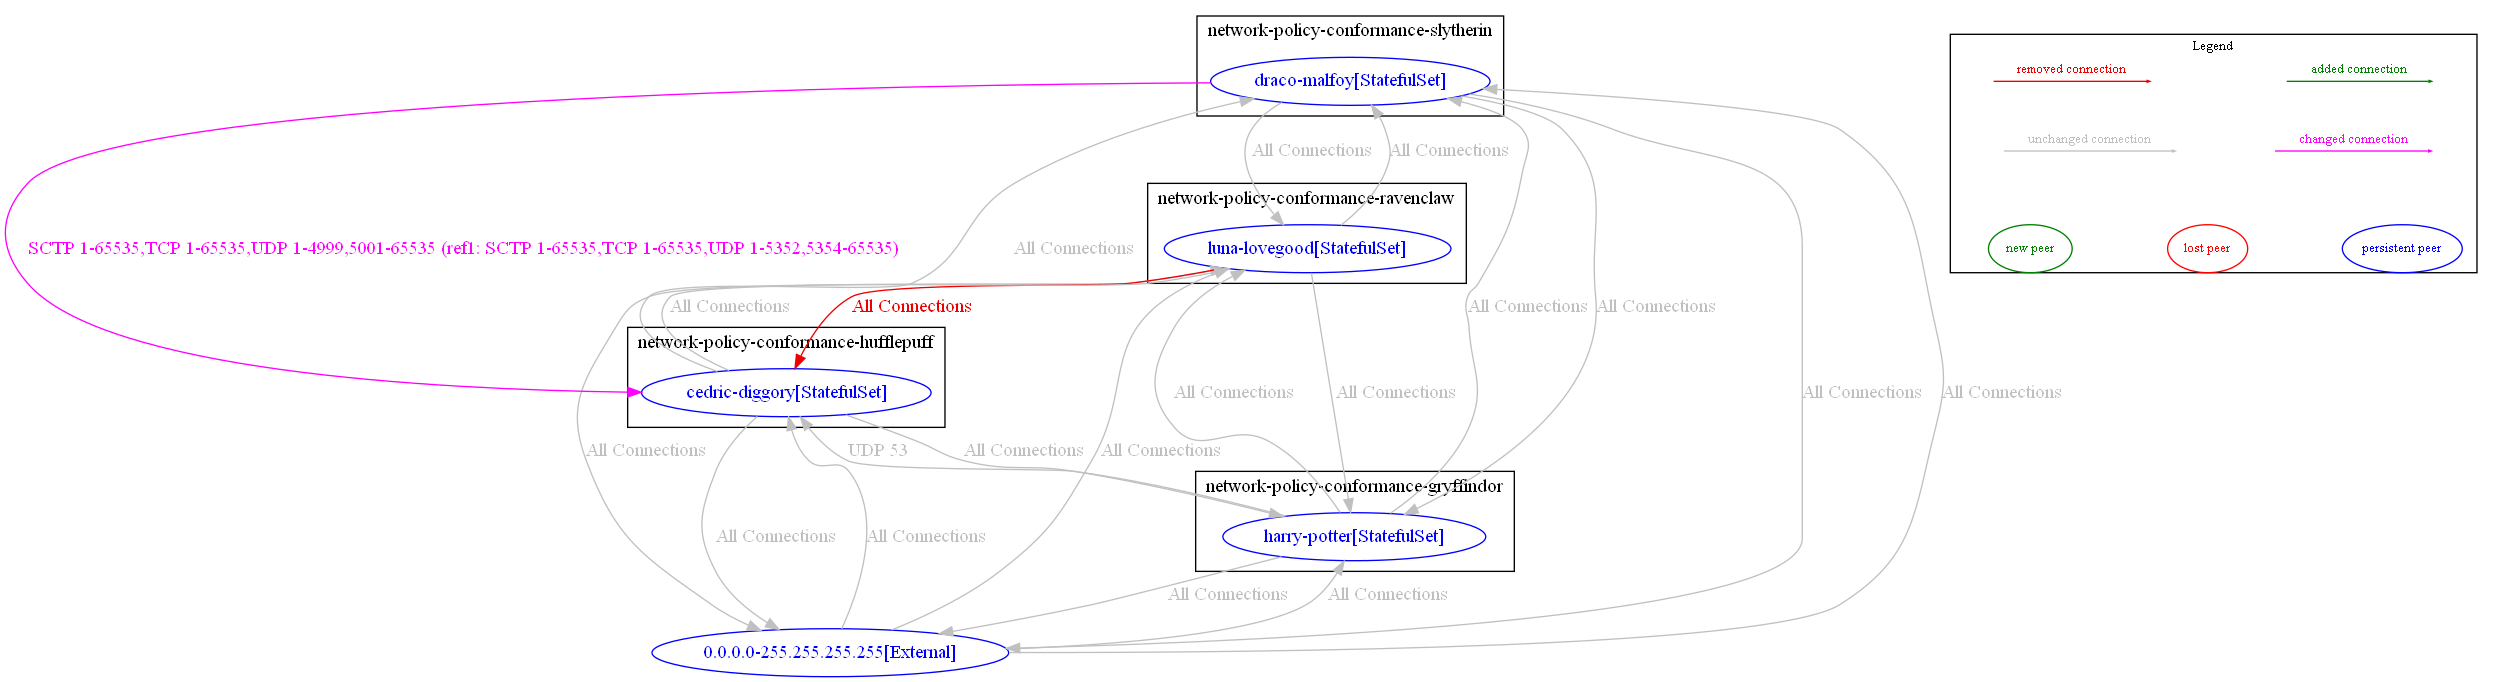 network-policy-conformance-slytherin
draco-malfoy[StatefulSet]
Legend
removed connection
added connection
unchanged connection
changed connection
new peer
lost peer
persistent peer
All Connections
All Connections
network-policy-conformance-ravenclaw
luna-lovegood[StatefulSet]
SCTP 1-65535,TCP 1-65535,UDP 1-4999,5001-65535 (ref1: SCTP 1-65535,TCP 1-65535,UDP 1-5352,5354-65535)
All Connections
All Connections
All Connections
All Connections
All Connections
network-policy-conformance-hufflepuff
cedric-diggory[StatefulSet]
All Connections
All Connections
All Connections
All Connections
All Connections
UDP 53
All Connections
All Connections
network-policy-conformance-gryffindor
harry-potter[StatefulSet]
All Connections
All Connections
All Connections
All Connections
0.0.0.0-255.255.255.255[External]